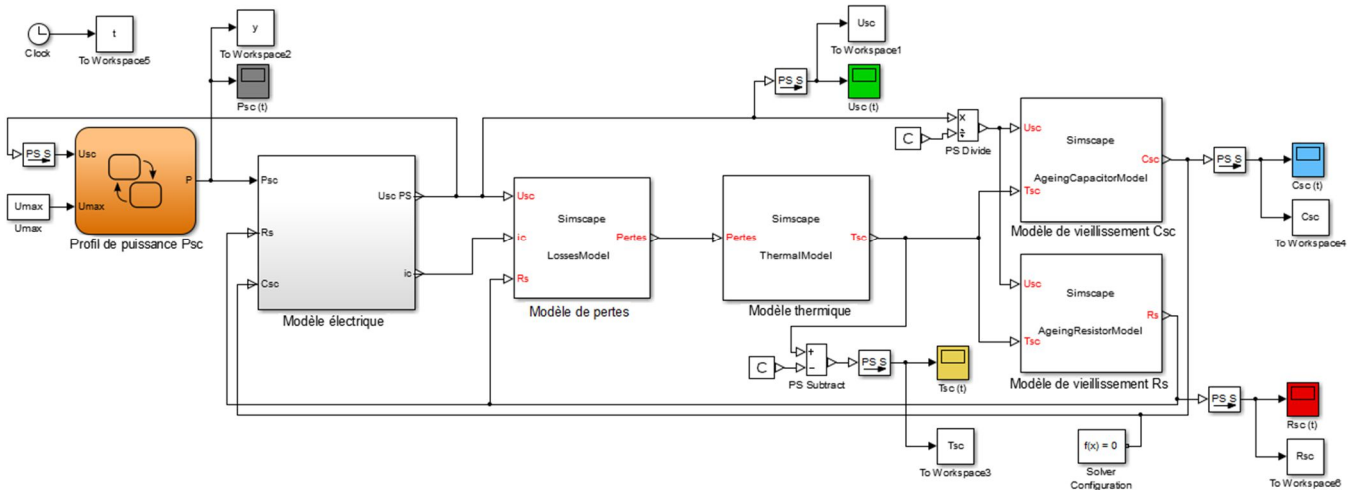 Clock
t
To Workspace5
y
To Workspace2
Psc (t)
Usc
To Workspace1
PS S
Usc (t)
PS S
Usc
P
Umax
Umax
Umax
Profil de puissance Psc
Psc
Usc PS
Rs
ic
Csc
Modèle électrique
Usc
Simscape
ic
Pertes
LossesModel
Rs
Modèle de pertes
Simscape
Pertes
Tsc
ThermalModel
Modèle thermique
C
×
÷
PS Divide
Usc
Simscape
Csc
AgeingCapacitorModel
Tsc
Modèle de vieillissement Csc
PS S
Csc (t)
Csc
To Workspace4
Usc
Simscape
Rs
AgeingResistorModel
Tsc
Modèle de vieillissement Rs
C
+
−
PS Subtract
PS S
Tsc (t)
Tsc
To Workspace3
f(x) = 0
Solver
Configuration
PS S
Rsc (t)
Rsc
To Workspace6